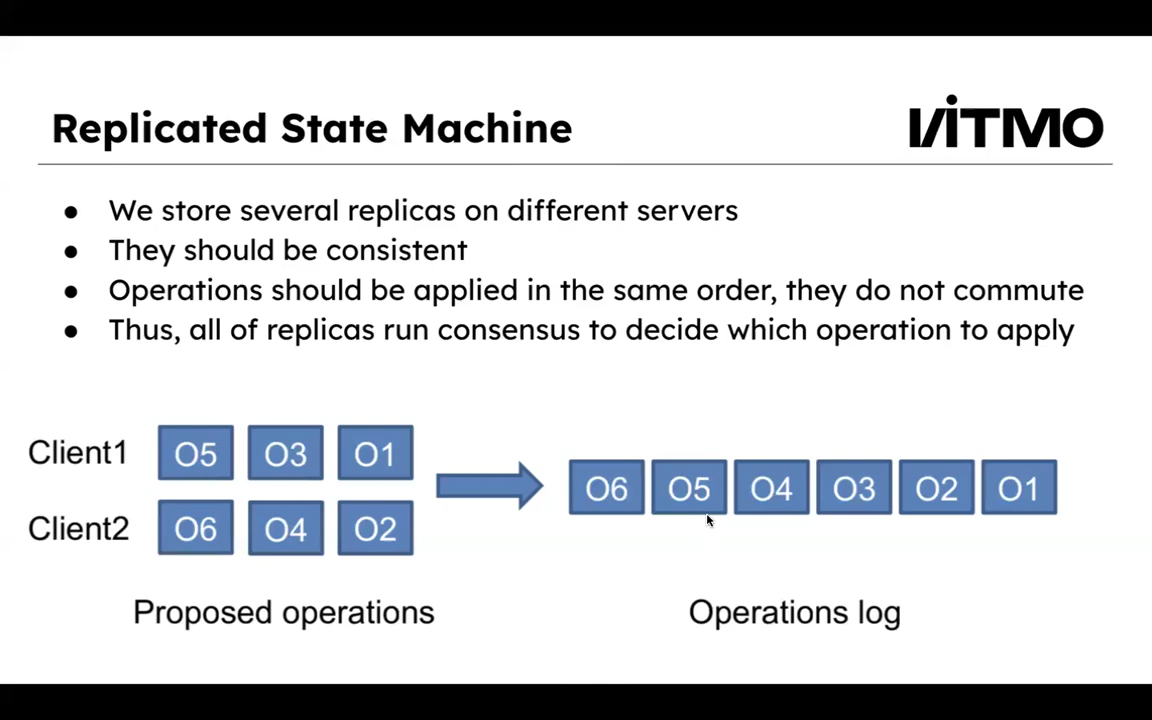 Replicated State Machine
ITMO
● We store several replicas on different servers
● They should be consistent
● Operations should be applied in the same order, they do not commute
● Thus, all of replicas run consensus to decide which operation to apply
Client1 O5 O3 O1
Client2 O6 O4 O2
O6 O5 O4 O3 O2 O1
Proposed operations
Operations log